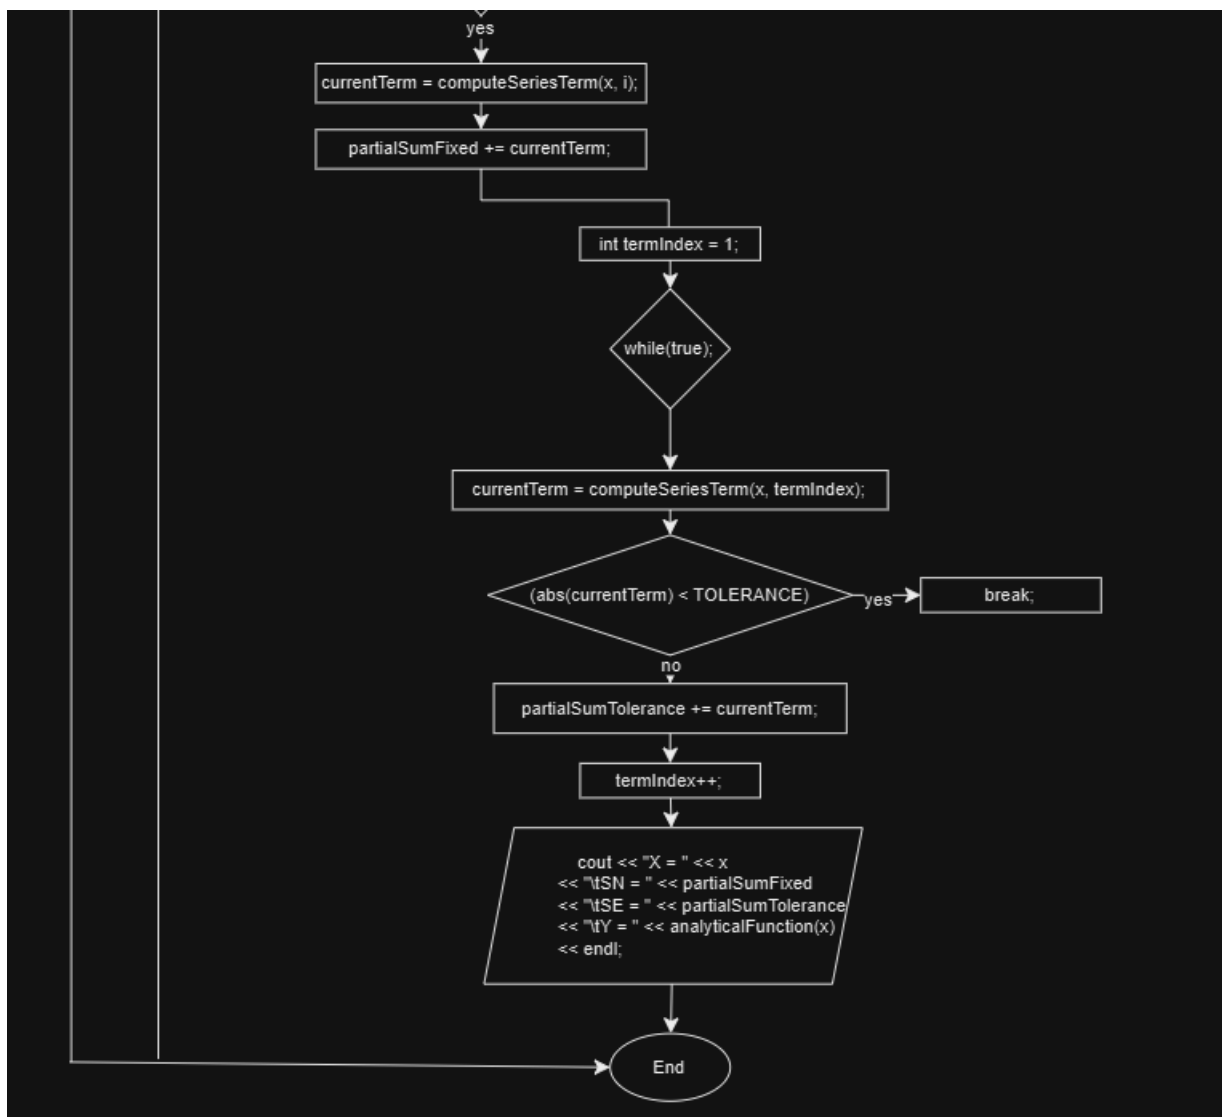 yes
currentTerm = computeSeriesTerm(x, i);
partialSumFixed += currentTerm;
int termIndex = 1;
while(true);
currentTerm = computeSeriesTerm(x, termIndex);
(abs(currentTerm) < TOLERANCE)
yes
break;
no
partialSumTolerance += currentTerm;
termIndex++;
cout << "X = " << x
<< "\tSN = " << partialSumFixed
<< "\tSE = " << partialSumTolerance
<< "\tY = " << analyticalFunction(x)
<< endl;
End